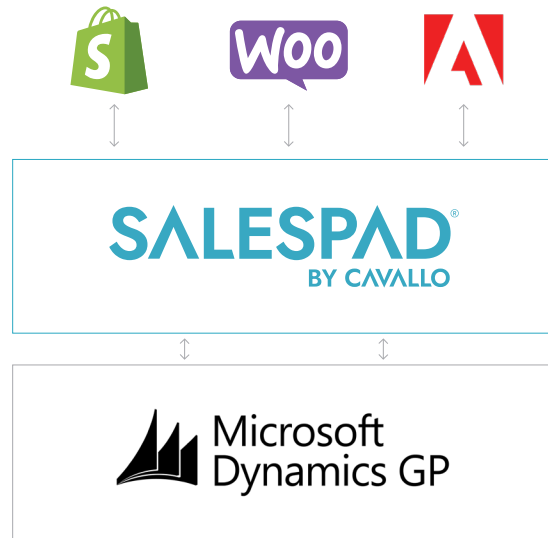 S
WOO
A
SALESPAD®
BY CAVALLO
Microsoft
Dynamics GP